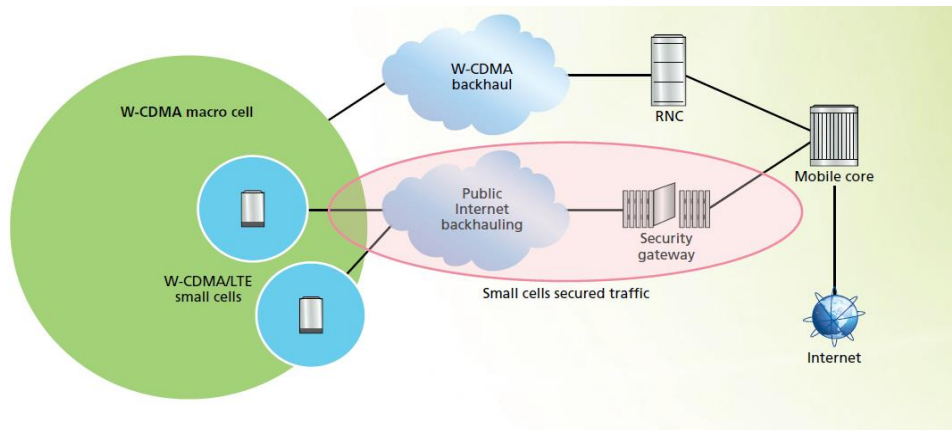 W-CDMA
backhaul
W-CDMA macro cell
RNC
Mobile core
Public
Internet
backhauling
Security
gateway
W-CDMA/LTE
small cells
Small cells secured traffic
Internet